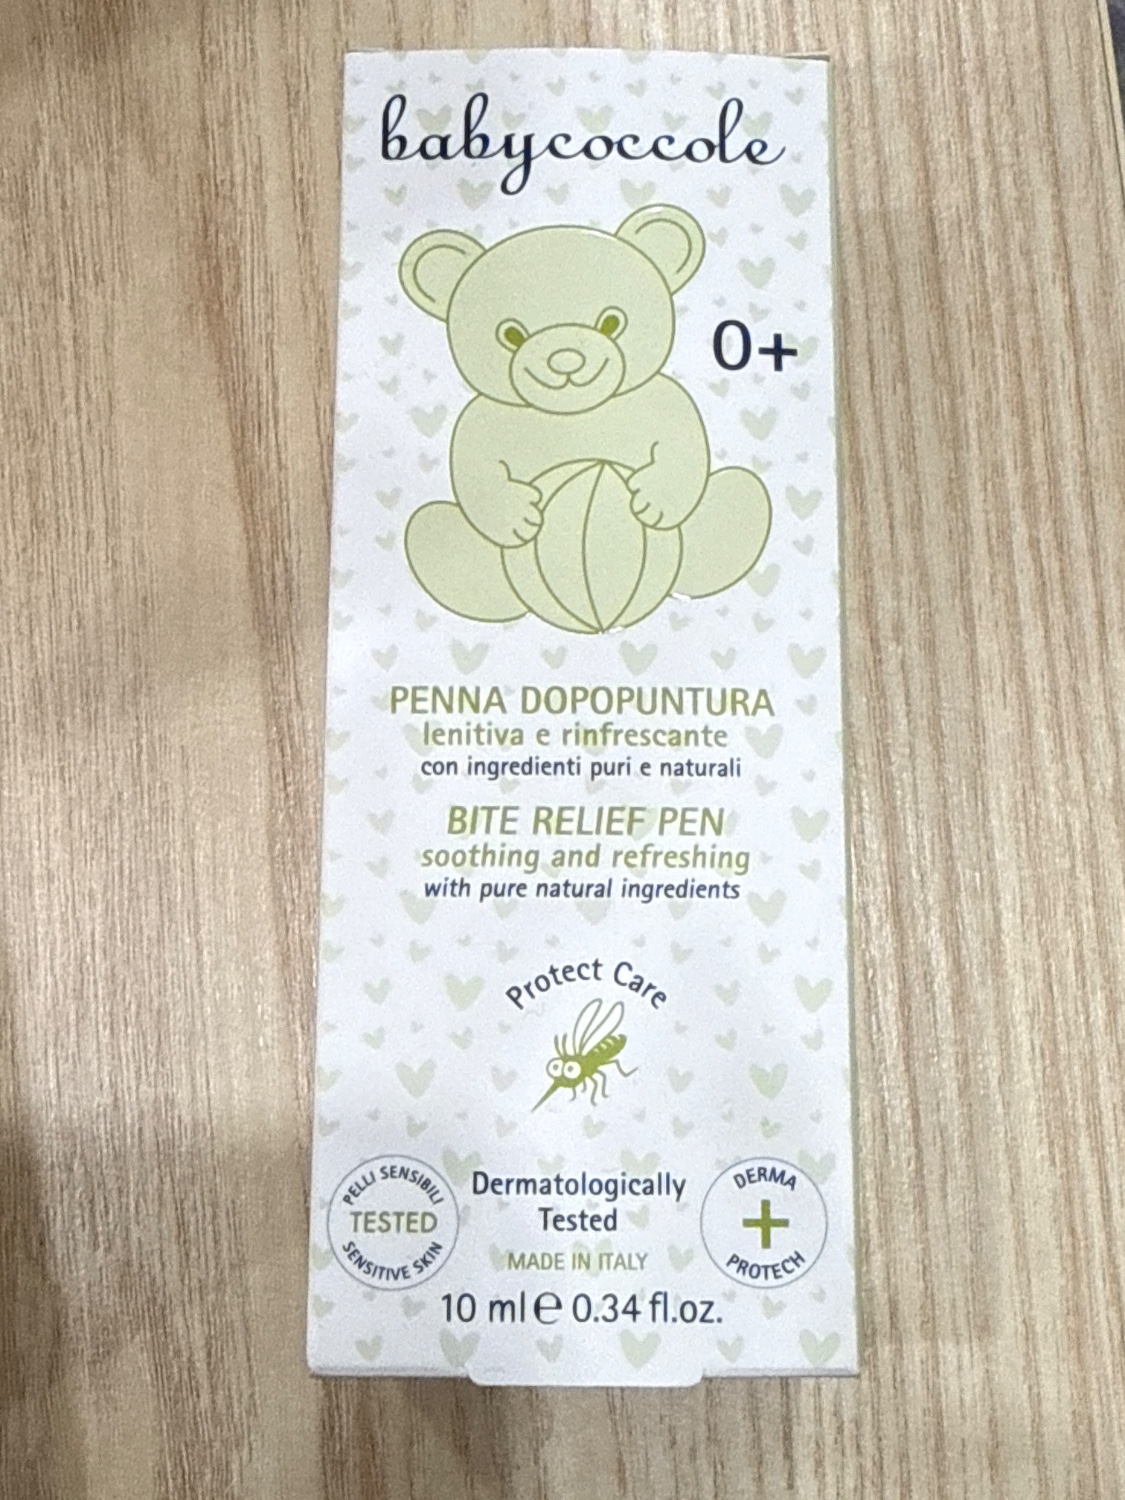 babycoccole
0+
PENNA DOPOPUNTURA
lenitiva e rinfrescante
con ingredienti puri e naturali
BITE RELIEF PEN
soothing and refreshing
with pure natural ingredients
Protect Care
PELLI SENSIBILI
TESTED
SENSITIVE SKIN
Dermatologically
Tested
MADE IN ITALY
DERMA
+
PROTECH
10 ml ℮ 0.34 fl.oz.